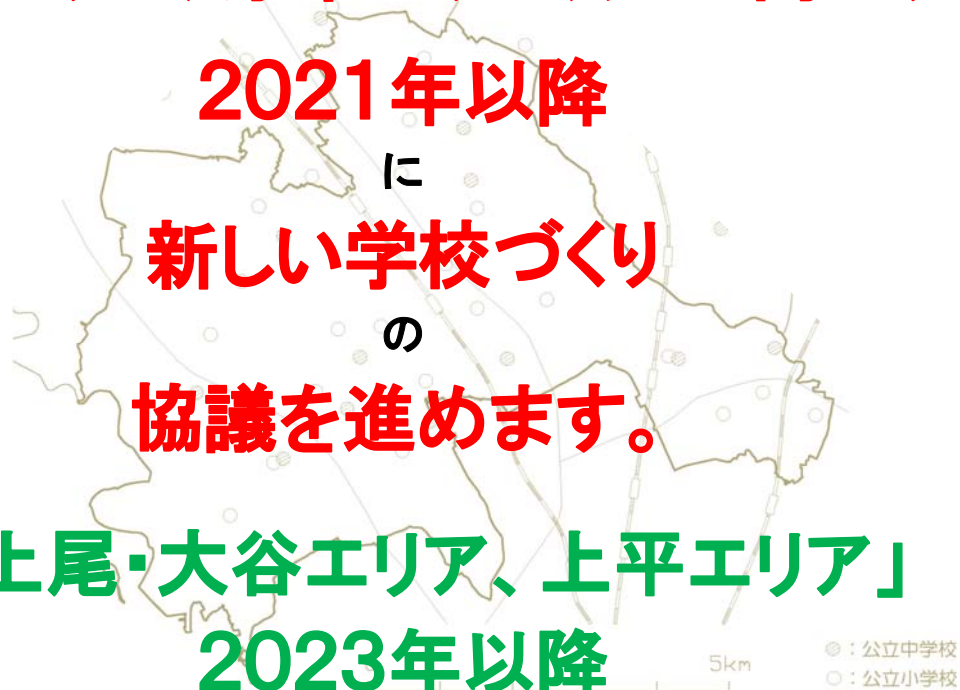 2021年以降
に
新しい学校づくり
の
協議を進めます。
上尾・大谷エリア、上平エリア」
2023年以降
5km
◎：公立中学校
○：公立小学校